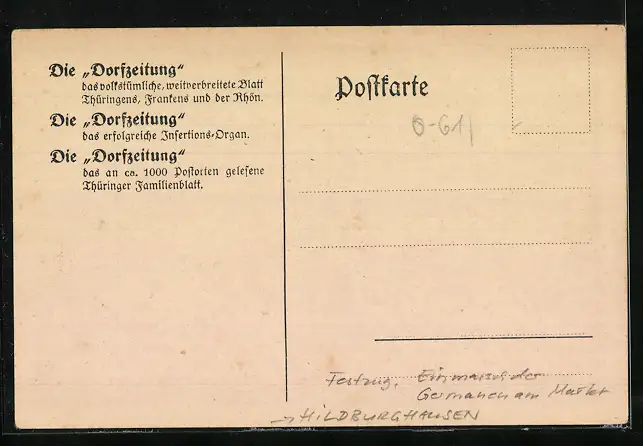 Die „Dorfzeitung“
das volkstümliche, weitverbreitete Blatt
Thüringens, Frankens und der Rhön.
Die „Dorfzeitung“
das erfolgreiche Insertions-Organ.
Die „Dorfzeitung“
das an ca. 1000 Postorten gelesene
Thüringer Familienblatt.
Postkarte
0-61
Festzug, Einmarsch der
Germanen am Markt
→ HILDBURGHAUSEN